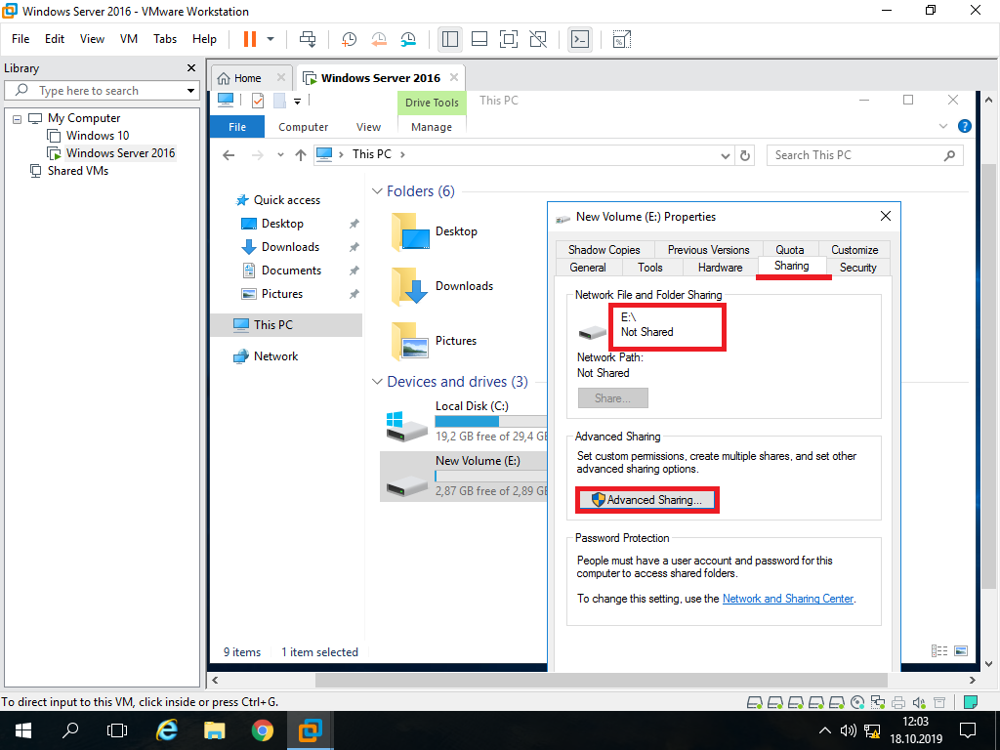 Windows Server 2016 - VMware Workstation
File Edit View VM Tabs Help
Library
Type here to search
My Computer
Windows 10
Windows Server 2016
Shared VMs
Home
Windows Server 2016
Drive Tools
This PC
File Computer View Manage
This PC
Search This PC
Quick access
Desktop
Downloads
Documents
Pictures
This PC
Network
Folders (6)
Desktop
Downloads
Pictures
Devices and drives (3)
Local Disk (C:)
19,2 GB free of 29,4 GB
New Volume (E:)
2,87 GB free of 2,89 GB
9 items 1 item selected
New Volume (E:) Properties
Shadow Copies Previous Versions Quota Customize
General Tools Hardware Sharing Security
Network File and Folder Sharing
E:\
Not Shared
Network Path:
Not Shared
Share...
Advanced Sharing
Set custom permissions, create multiple shares, and set other
advanced sharing options.
Advanced Sharing...
Password Protection
People must have a user account and password for this
computer to access shared folders.
To change this setting, use the Network and Sharing Center.
To direct input to this VM, click inside or press Ctrl+G.
12:03
18.10.2019